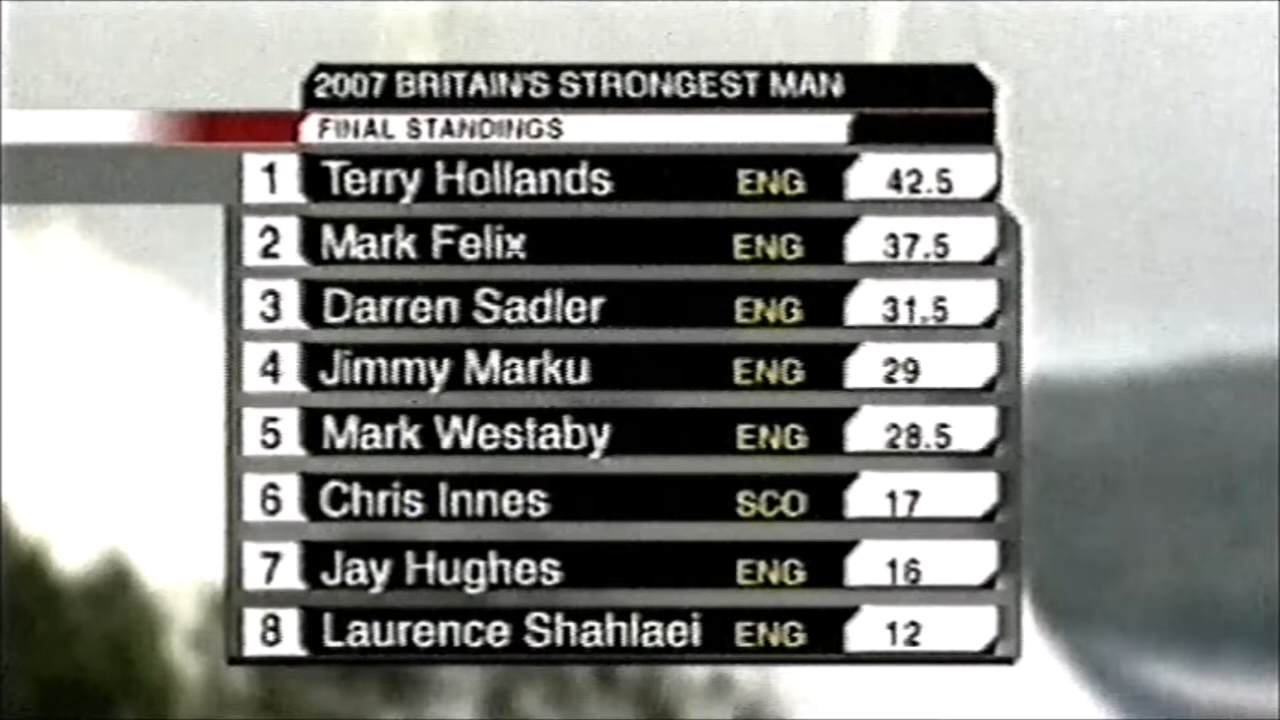 2007 BRITAIN'S STRONGEST MAN
FINAL STANDINGS
1 Terry Hollands ENG 42.5
2 Mark Felix ENG 37.5
3 Darren Sadler ENG 31.5
4 Jimmy Marku ENG 29
5 Mark Westaby ENG 28.5
6 Chris Innes SCO 17
7 Jay Hughes ENG 16
8 Laurence Shahlaei ENG 12